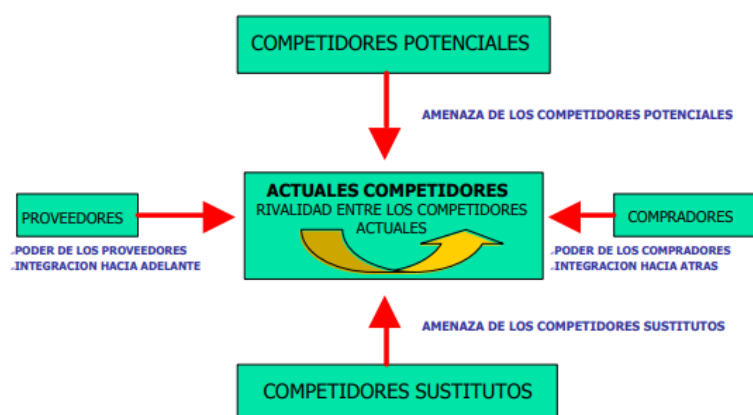 COMPETIDORES POTENCIALES
AMENAZA DE LOS COMPETIDORES POTENCIALES
ACTUALES COMPETIDORES
RIVALIDAD ENTRE LOS COMPETIDORES
ACTUALES
PROVEEDORES
PODER DE LOS PROVEEDORES
INTEGRACION HACIA ADELANTE
COMPRADORES
PODER DE LOS COMPRADORES
INTEGRACION HACIA ATRAS
AMENAZA DE LOS COMPETIDORES SUSTITUTOS
COMPETIDORES SUSTITUTOS